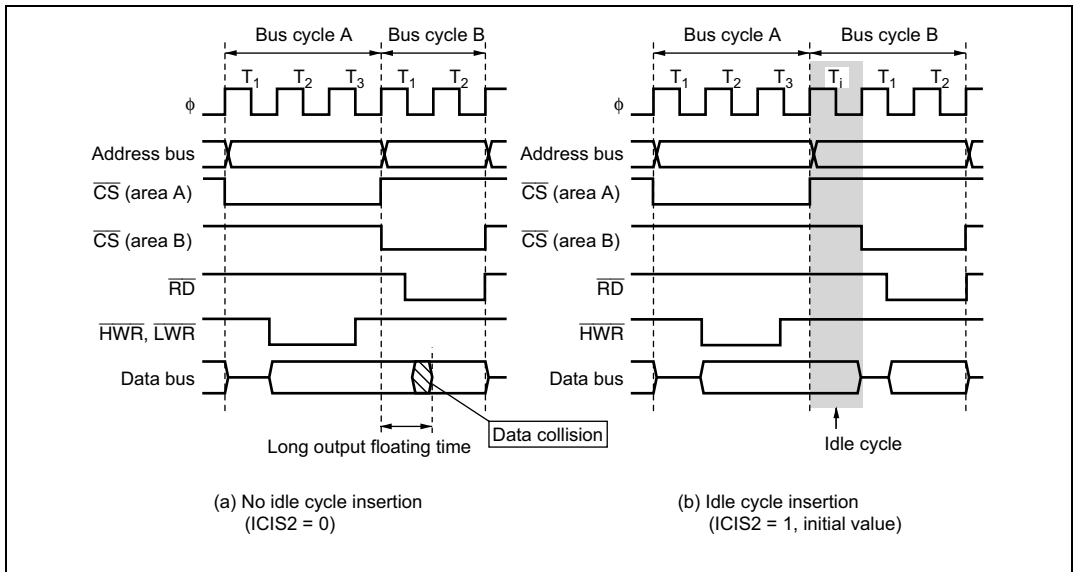 Bus cycle A
Bus cycle B
T1
T2
T3
T1
T2
ϕ
Address bus
CS (area A)
CS (area B)
RD
HWR, LWR
Data bus
Long output floating time
Data collision
(a) No idle cycle insertion
(ICIS2 = 0)
Bus cycle A
Bus cycle B
T1
T2
T3
Ti
T1
T2
ϕ
Address bus
CS (area A)
CS (area B)
RD
HWR
Data bus
Idle cycle
(b) Idle cycle insertion
(ICIS2 = 1, initial value)